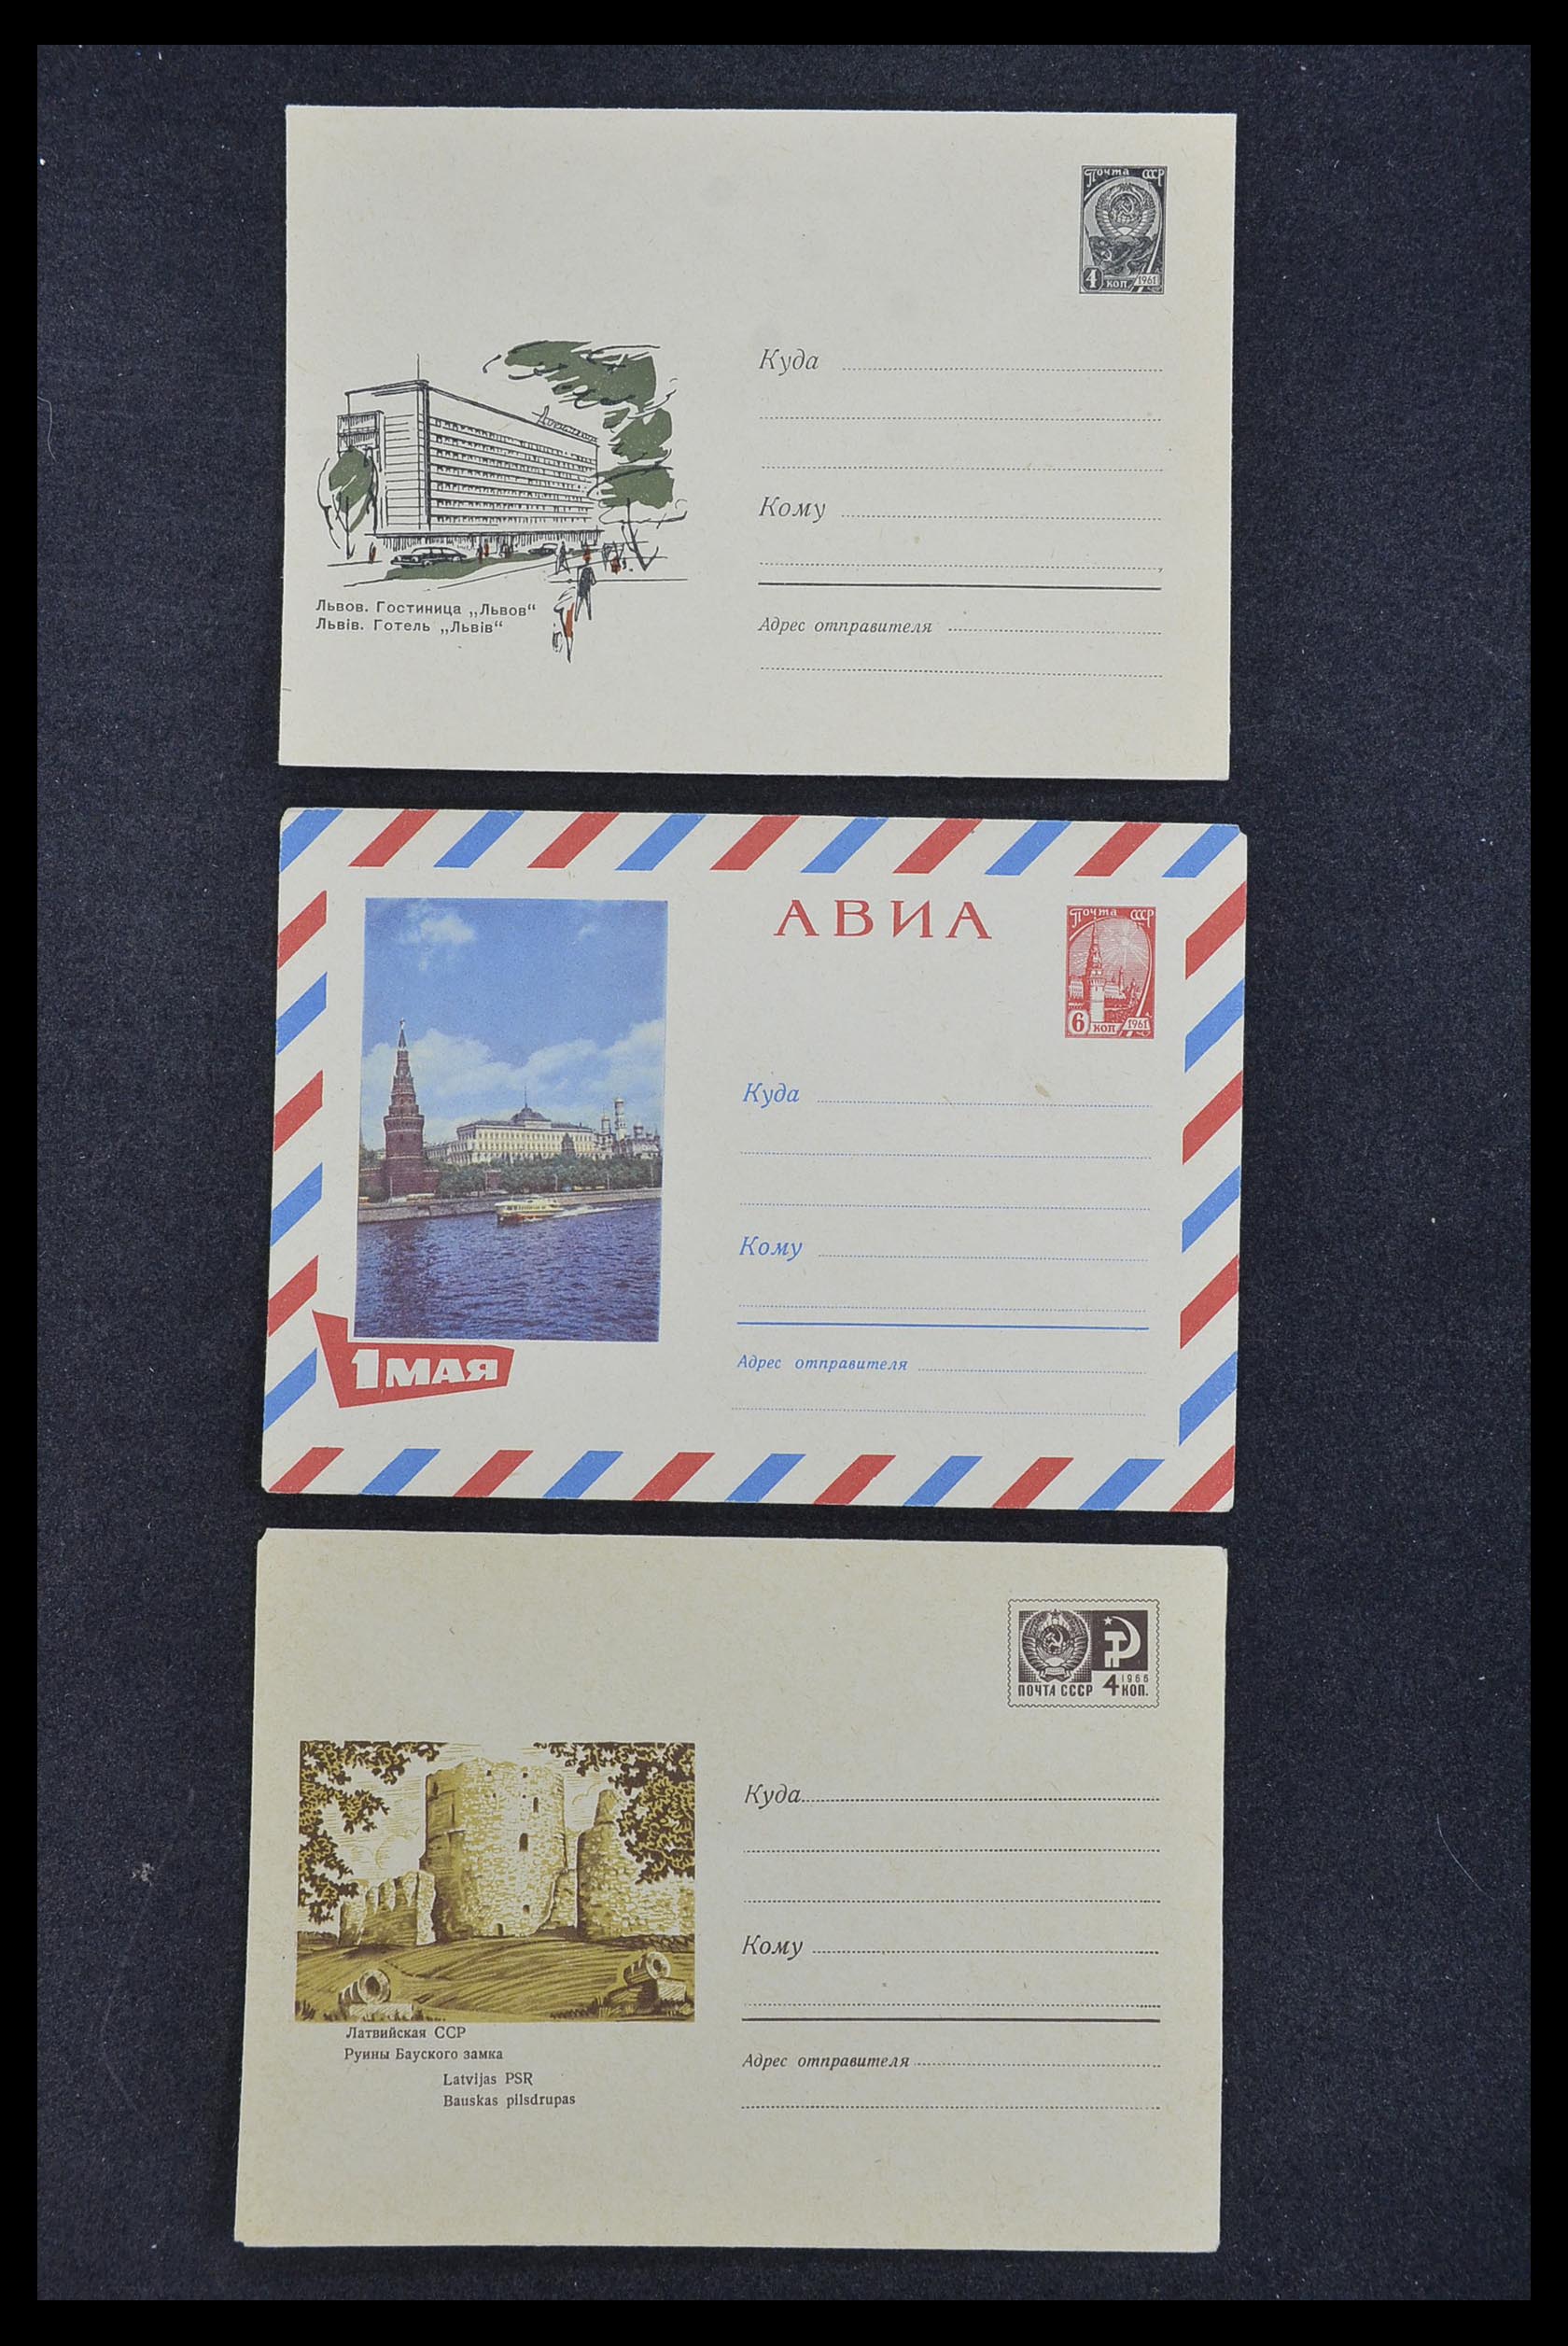 Почта СССР
4 коп. 1961
Куда
Кому
Львов. Гостиница „Львов“
Львів. Готель „Львів“
Адрес отправителя
АВИА
Почта СССР
6 коп 1961
Куда
Кому
Адрес отправителя
1 МАЯ
1966
ПОЧТА СССР 4 КОП.
Куда
Кому
Латвийская ССР
Руины Бауского замка
Latvijas PSR
Bauskas pilsdrupas
Адрес отправителя